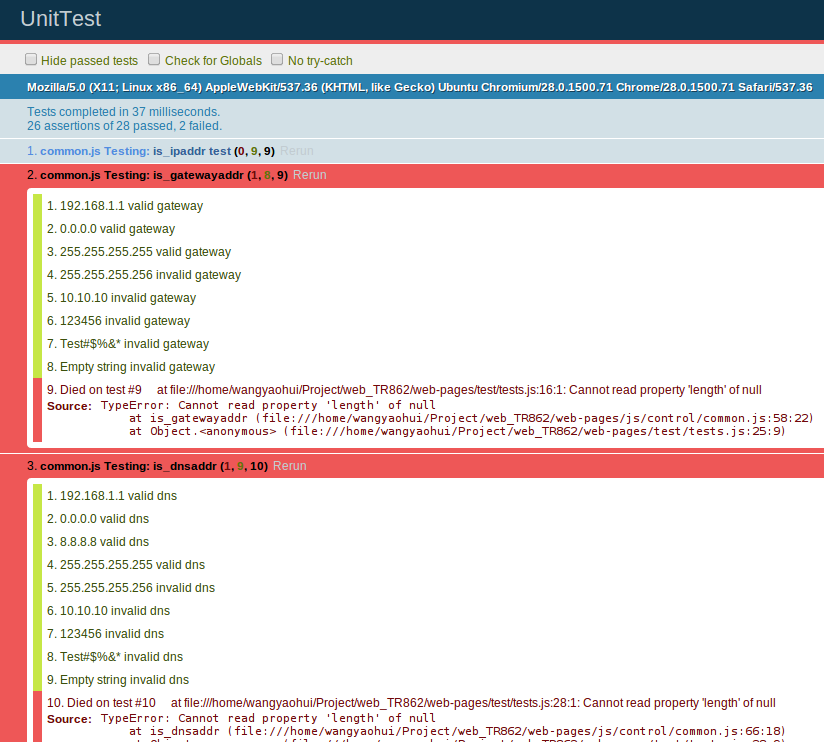 UnitTest
Hide passed tests Check for Globals No try-catch
Mozilla/5.0 (X11; Linux x86_64) AppleWebKit/537.36 (KHTML, like Gecko) Ubuntu Chromium/28.0.1500.71 Chrome/28.0.1500.71 Safari/537.36
Tests completed in 37 milliseconds.
26 assertions of 28 passed, 2 failed.
1. common.js Testing: is_ipaddr test (0, 9, 9) Rerun
2. common.js Testing: is_gatewayaddr (1, 8, 9) Rerun
1. 192.168.1.1 valid gateway
2. 0.0.0.0 valid gateway
3. 255.255.255.255 valid gateway
4. 255.255.255.256 invalid gateway
5. 10.10.10 invalid gateway
6. 123456 invalid gateway
7. Test#$%&* invalid gateway
8. Empty string invalid gateway
9. Died on test #9 at file:///home/wangyaohui/Project/web_TR862/web-pages/test/tests.js:16:1: Cannot read property 'length' of null
Source: TypeError: Cannot read property 'length' of null
at is_gatewayaddr (file:///home/wangyaohui/Project/web_TR862/web-pages/js/control/common.js:58:22)
at Object.<anonymous> (file:///home/wangyaohui/Project/web_TR862/web-pages/test/tests.js:25:9)
3. common.js Testing: is_dnsaddr (1, 9, 10) Rerun
1. 192.168.1.1 valid dns
2. 0.0.0.0 valid dns
3. 8.8.8.8 valid dns
4. 255.255.255.255 valid dns
5. 255.255.255.256 invalid dns
6. 10.10.10 invalid dns
7. 123456 invalid dns
8. Test#$%&* invalid dns
9. Empty string invalid dns
10. Died on test #10 at file:///home/wangyaohui/Project/web_TR862/web-pages/test/tests.js:28:1: Cannot read property 'length' of null
Source: TypeError: Cannot read property 'length' of null
at is_dnsaddr (file:///home/wangyaohui/Project/web_TR862/web-pages/js/control/common.js:66:18)